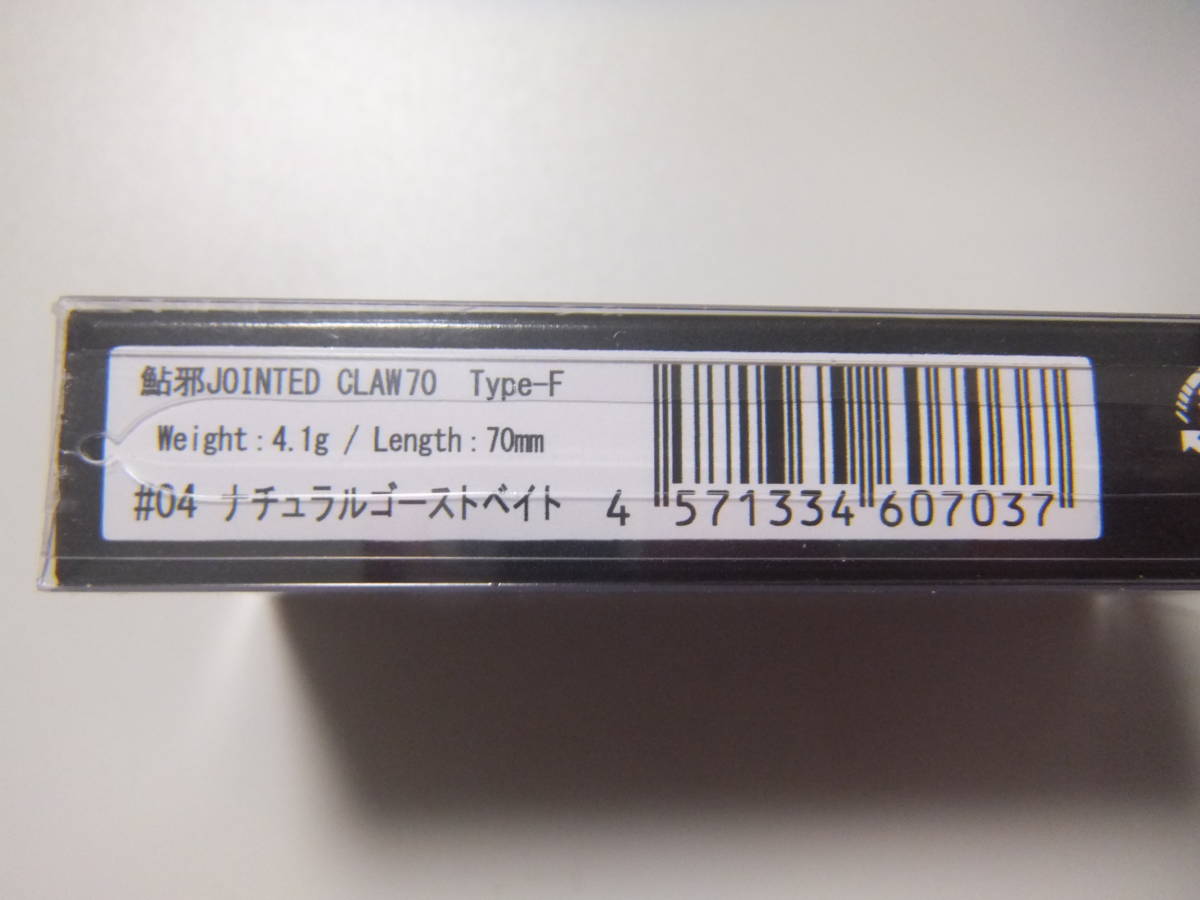 鮎邪JOINTED CLAW70 Type-F
Weight:4.1g / Length:70mm
#04 ナチュラルゴーストベイト
4 571334 607037